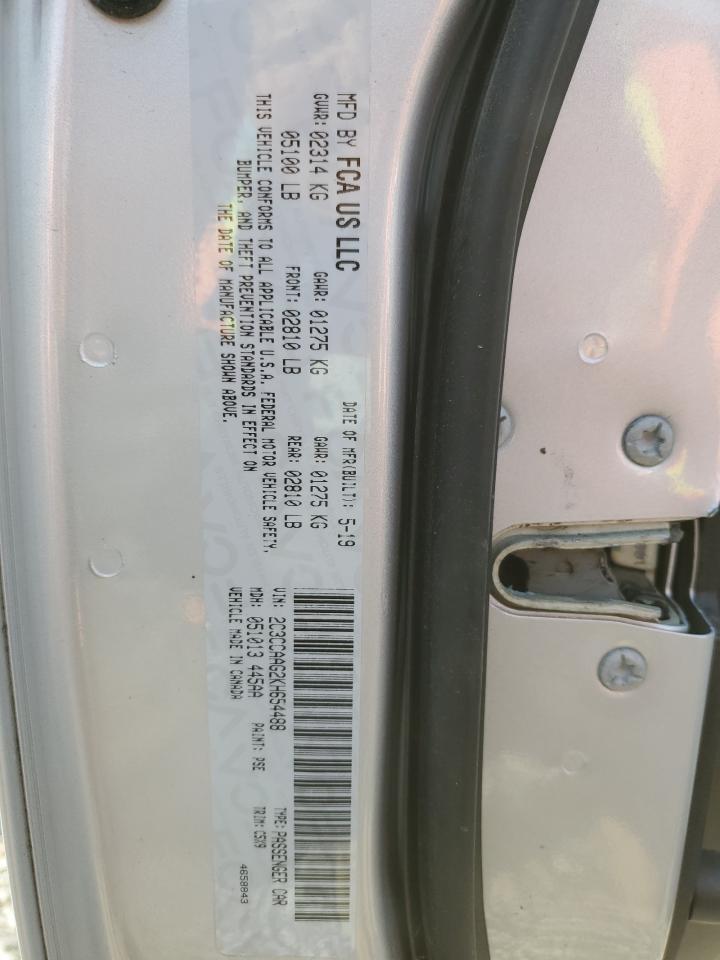 MFD BY FCA US LLC DATE OF MFR(BUILT): 5-19
GVWR: 02314 KG GAWR: 01275 KG GAWR: 01275 KG
05100 LB FRONT: 02810 LB REAR: 02810 LB
THIS VEHICLE CONFORMS TO ALL APPLICABLE U.S.A. FEDERAL MOTOR VEHICLE SAFETY,
BUMPER, AND THEFT PREVENTION STANDARDS IN EFFECT ON
THE DATE OF MANUFACTURE SHOWN ABOVE.
VIN: 2C3CCAAG2KH654488 TYPE: PASSENGER CAR
MDH: 051013 445AA PAINT: PSE TRIM: C5X9
VEHICLE MADE IN CANADA 4658843